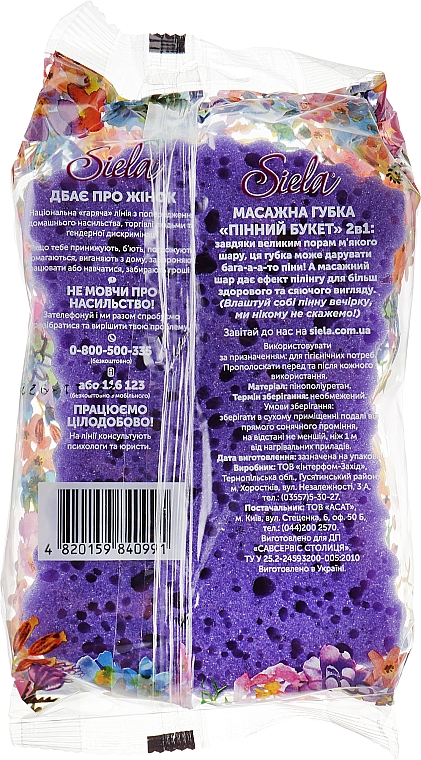 Siela
ДБАЄ ПРО ЖІНОК
Національна «гаряча» лінія з попередження
домашнього насильства, торгівлі людьми та
гендерної дискримінації
Якщо тебе принижують, б'ють,
виганяють з дому, забороняють
працювати або навчатися, забирають гроші
НЕ МОВЧИ ПРО
НАСИЛЬСТВО!
Зателефонуй і ми разом спробуємо
розібратися та вирішити твою проблему
0-800-500-335
(безкоштовно)
або 116 123
(безкоштовно з мобільного)
ПРАЦЮЄМО
ЦІЛОДОБОВО!
На лінії консультують
психологи та юристи.
4 820159 840991
Siela
МАСАЖНА ГУБКА
«ПІННИЙ БУКЕТ» 2в1:
завдяки великим порам м'якого
шару, ця губка може дарувати
бага-а-а-то піни! А масажний
шар дає ефект пілінгу для більш
здорового та сяючого вигляду.
(Влаштуй собі пінну вечірку,
ми нікому не скажемо!)
Завітай до нас на siela.com.ua
Використовувати
за призначенням: для гігієнічних потреб.
Прополоскати перед та після кожного
використання.
Матеріал: пінополіуретан.
Термін зберігання: необмежений.
Умови зберігання:
зберігати в сухому приміщенні подалі від
прямого сонячного проміння,
на відстані не меншій, ніж 1 м
від нагрівальних приладів.
Дата виготовлення: зазначена на упаковці
Виробник: ТОВ «Інтерфом-Захід»,
Тернопільська обл., Гусятинський район,
м. Хоростків, вул. Незалежності, 3 А,
тел.: (03557)5-30-27.
Постачальник: ТОВ «АСАТ»,
м. Київ, вул. Стеценка, 6, оф. 50 Б,
тел.: (044)200 2570.
Виготовлено для ДП
«САВСЕРВІС СТОЛИЦЯ».
ТУ У 25.2-24593200-005:2010
Виготовлено в Україні.